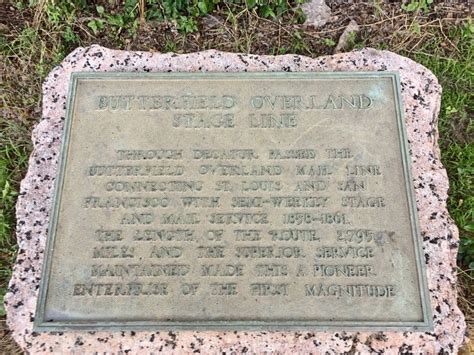 BUTTERFIELD OVERLAND
STAGE LINE
THROUGH DECATUR PASSED THE
BUTTERFIELD OVERLAND MAIL LINE
CONNECTING ST. LOUIS AND SAN
FRANCISCO WITH SEMI-WEEKLY STAGE
AND MAIL SERVICE 1858-1861.
THE LENGTH OF THE ROUTE, 2,795
MILES, AND THE SUPERIOR SERVICE
MAINTAINED MADE THIS A PIONEER
ENTERPRISE OF THE FIRST MAGNITUDE